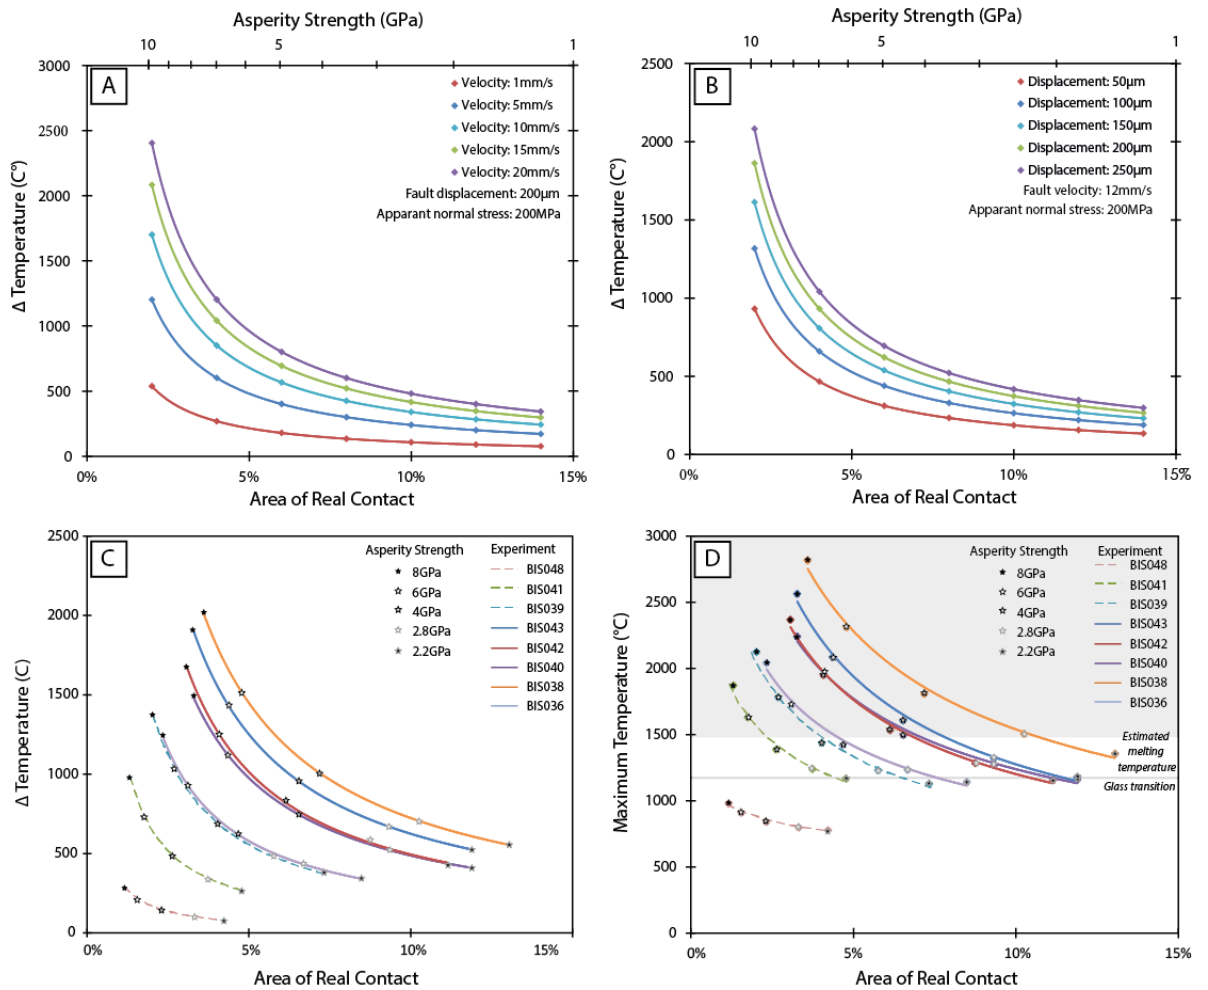 Asperity Strength (GPa)
10 5 1
3000
2500
2000
1500
1000
500
0
Δ Temperature (C°)
A
Velocity: 1mm/s
Velocity: 5mm/s
Velocity: 10mm/s
Velocity: 15mm/s
Velocity: 20mm/s
Fault displacement: 200µm
Apparant normal stress: 200MPa
0% 5% 10% 15%
Area of Real Contact
Asperity Strength (GPa)
10 5 1
2500
2000
1500
1000
500
0
Δ Temperature (C°)
B
Displacement: 50µm
Displacement: 100µm
Displacement: 150µm
Displacement: 200µm
Displacement: 250µm
Fault velocity: 12mm/s
Apparant normal stress: 200MPa
0% 5% 10% 15%
Area of Real Contact
2500
2000
1500
1000
500
0
Δ Temperature (C)
C
Asperity Strength
8GPa
6GPa
4GPa
2.8GPa
2.2GPa
Experiment
BIS048
BIS041
BIS039
BIS043
BIS042
BIS040
BIS038
BIS036
0% 5% 10% 15%
Area of Real Contact
3000
2500
2000
1500
1000
500
0
Maximum Temperature (°C)
D
Asperity Strength
8GPa
6GPa
4GPa
2.8GPa
2.2GPa
Experiment
BIS048
BIS041
BIS039
BIS043
BIS042
BIS040
BIS038
BIS036
Estimated
melting
temperature
Glass transition
0% 5% 10% 15%
Area of Real Contact